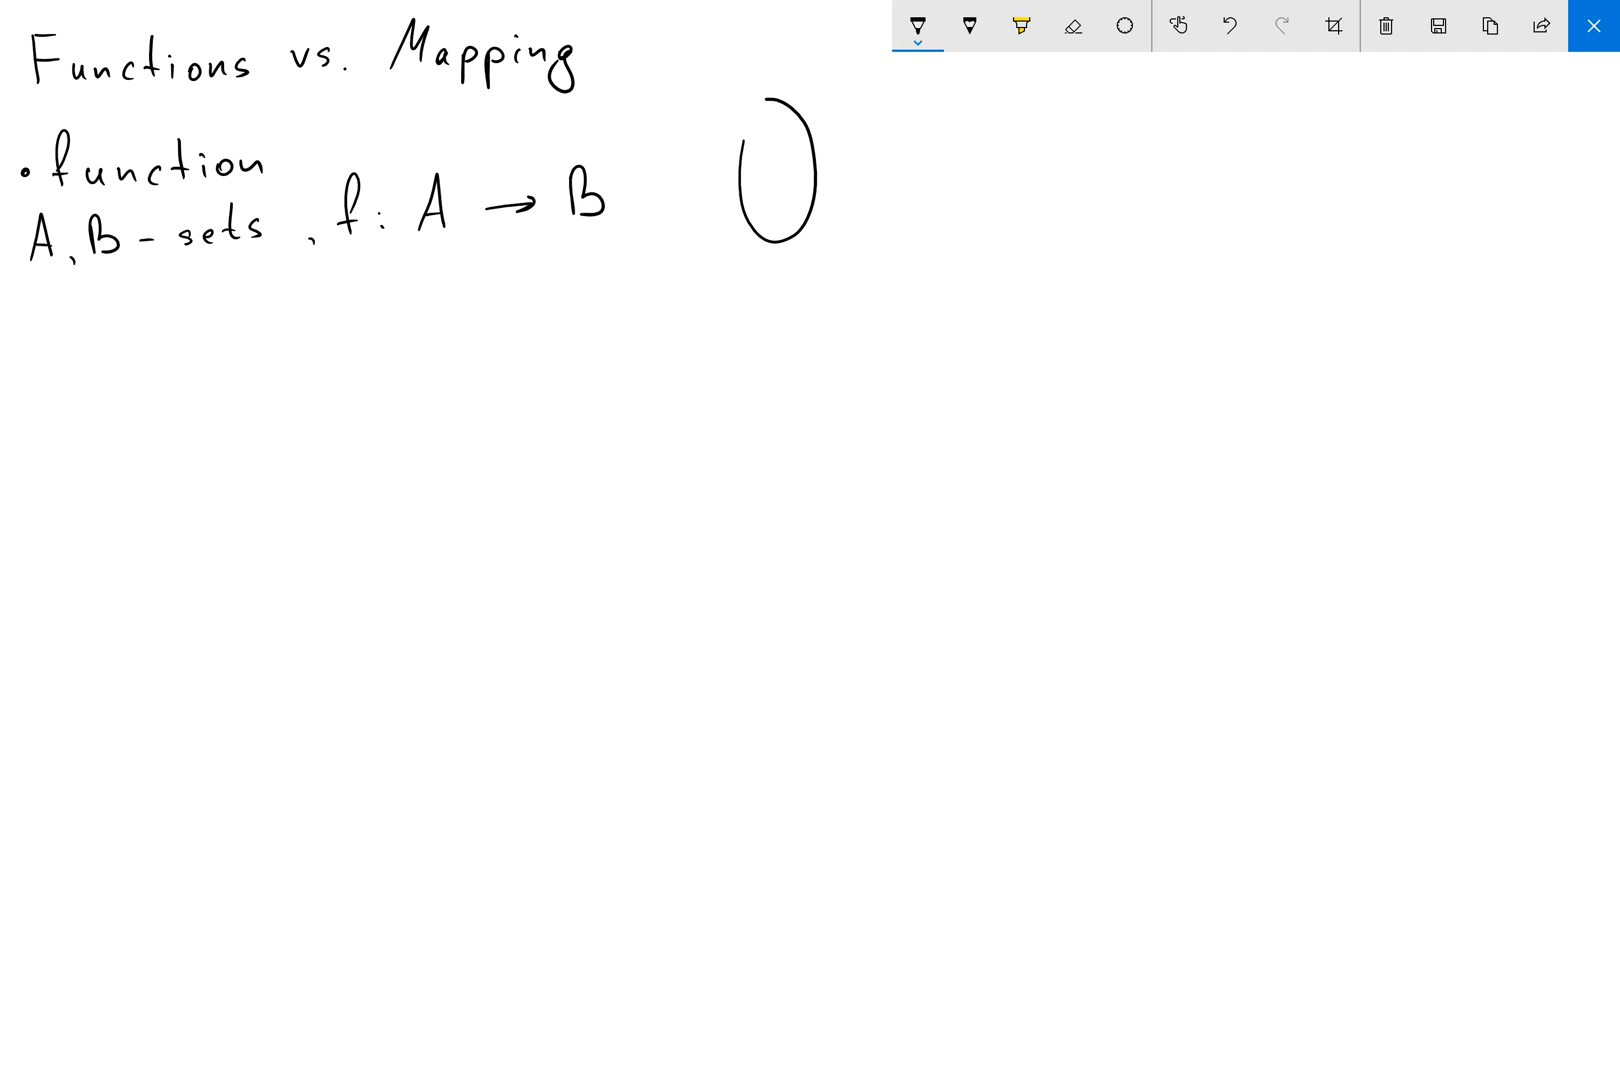 Functions vs. Mapping
• function
A, B - sets, f: A → B